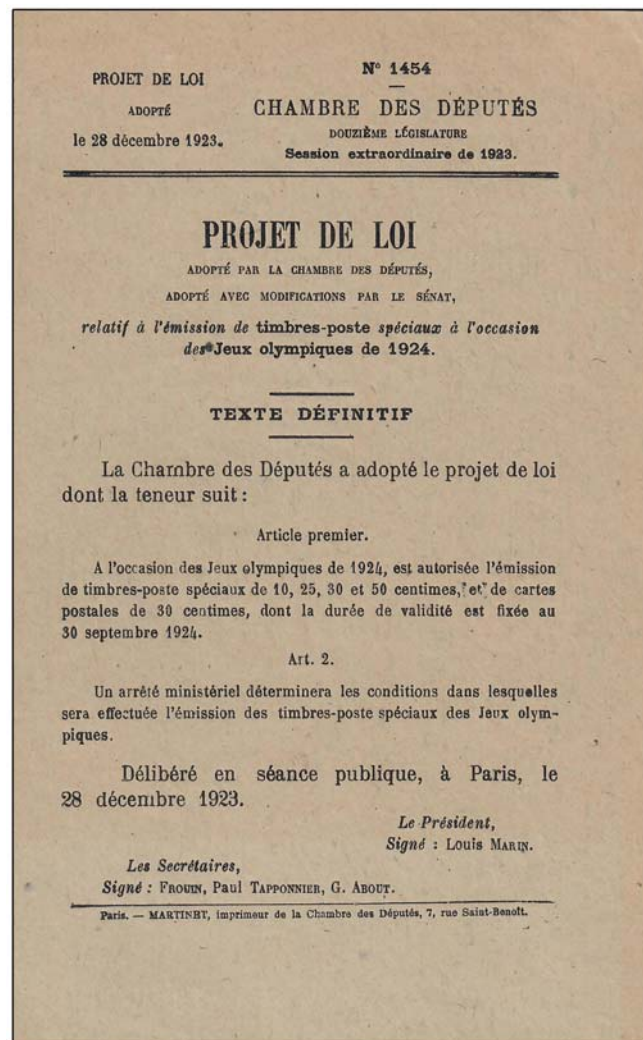 PROJET DE LOI
ADOPTÉ
le 28 décembre 1923.
N° 1454
CHAMBRE DES DÉPUTÉS
DOUZIÈME LÉGISLATURE
Session extraordinaire de 1923.
PROJET DE LOI
ADOPTÉ PAR LA CHAMBRE DES DÉPUTÉS,
ADOPTÉ AVEC MODIFICATIONS PAR LE SÉNAT,
relatif à l'émission de timbres-poste spéciaux à l'occasion
des Jeux olympiques de 1924.
TEXTE DÉFINITIF
La Chambre des Députés a adopté le projet de loi
dont la teneur suit :
Article premier.
A l'occasion des Jeux olympiques de 1924, est autorisée l'émission
de timbres-poste spéciaux de 10, 25, 30 et 50 centimes, et de cartes
postales de 30 centimes, dont la durée de validité est fixée au
30 septembre 1924.
Art. 2.
Un arrêté ministériel déterminera les conditions dans lesquelles
sera effectuée l'émission des timbres-poste spéciaux des Jeux olym-
piques.
Délibéré en séance publique, à Paris, le
28 décembre 1923.
Le Président,
Signé : Louis MARIN.
Les Secrétaires,
Signé : FROUIN, Paul TAPPONNIER, G. ABOUT.
Paris. — MARTINET, imprimeur de la Chambre des Députés, 7, rue Saint-Benoît.